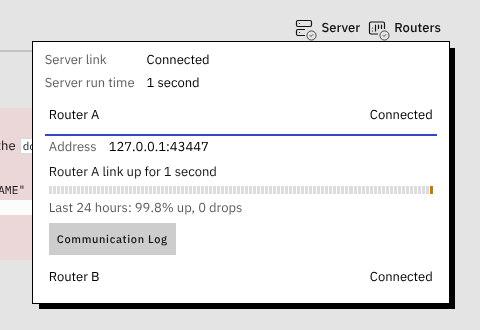 Server Routers
Server link Connected
Server run time 1 second
Router A Connected
the
Address 127.0.0.1:43447
Router A link up for 1 second
AME"
Last 24 hours: 99.8% up, 0 drops
Communication Log
Router B Connected